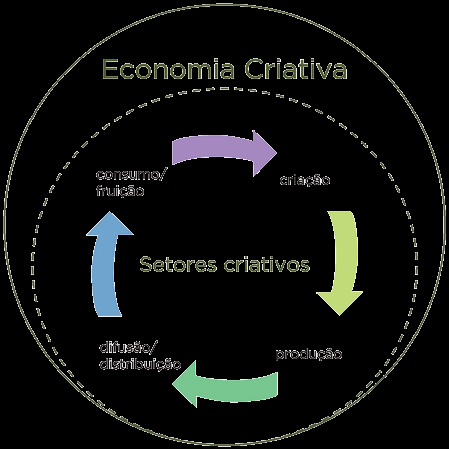 Economia Criativa
consumo/
fruição
criação
Setores criativos
difusão/
distribuição
produção